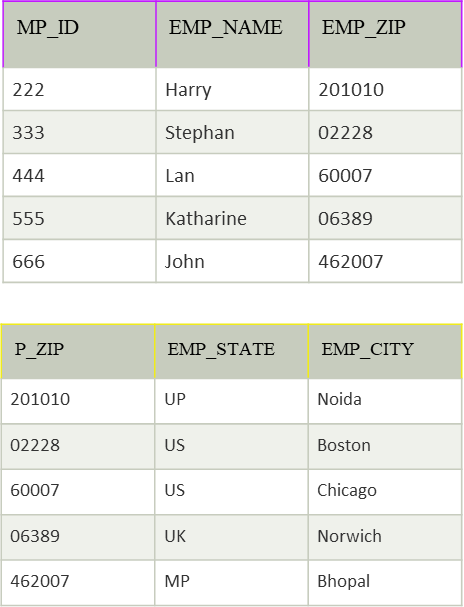 MP_ID EMP_NAME EMP_ZIP
222 Harry 201010
333 Stephan 02228
444 Lan 60007
555 Katharine 06389
666 John 462007
P_ZIP EMP_STATE EMP_CITY
201010 UP Noida
02228 US Boston
60007 US Chicago
06389 UK Norwich
462007 MP Bhopal